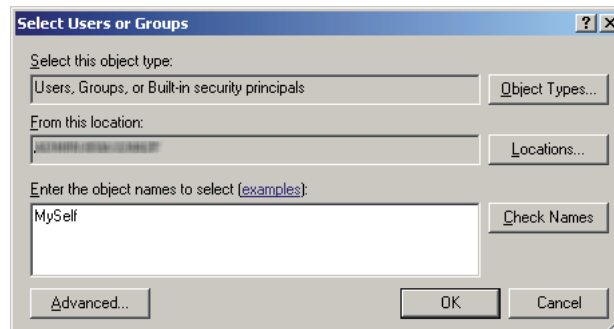 Select Users or Groups
Select this object type:
Users, Groups, or Built-in security principals
Object Types...
From this location:
Locations...
Enter the object names to select (examples):
MySelf
Check Names
Advanced...
OK
Cancel